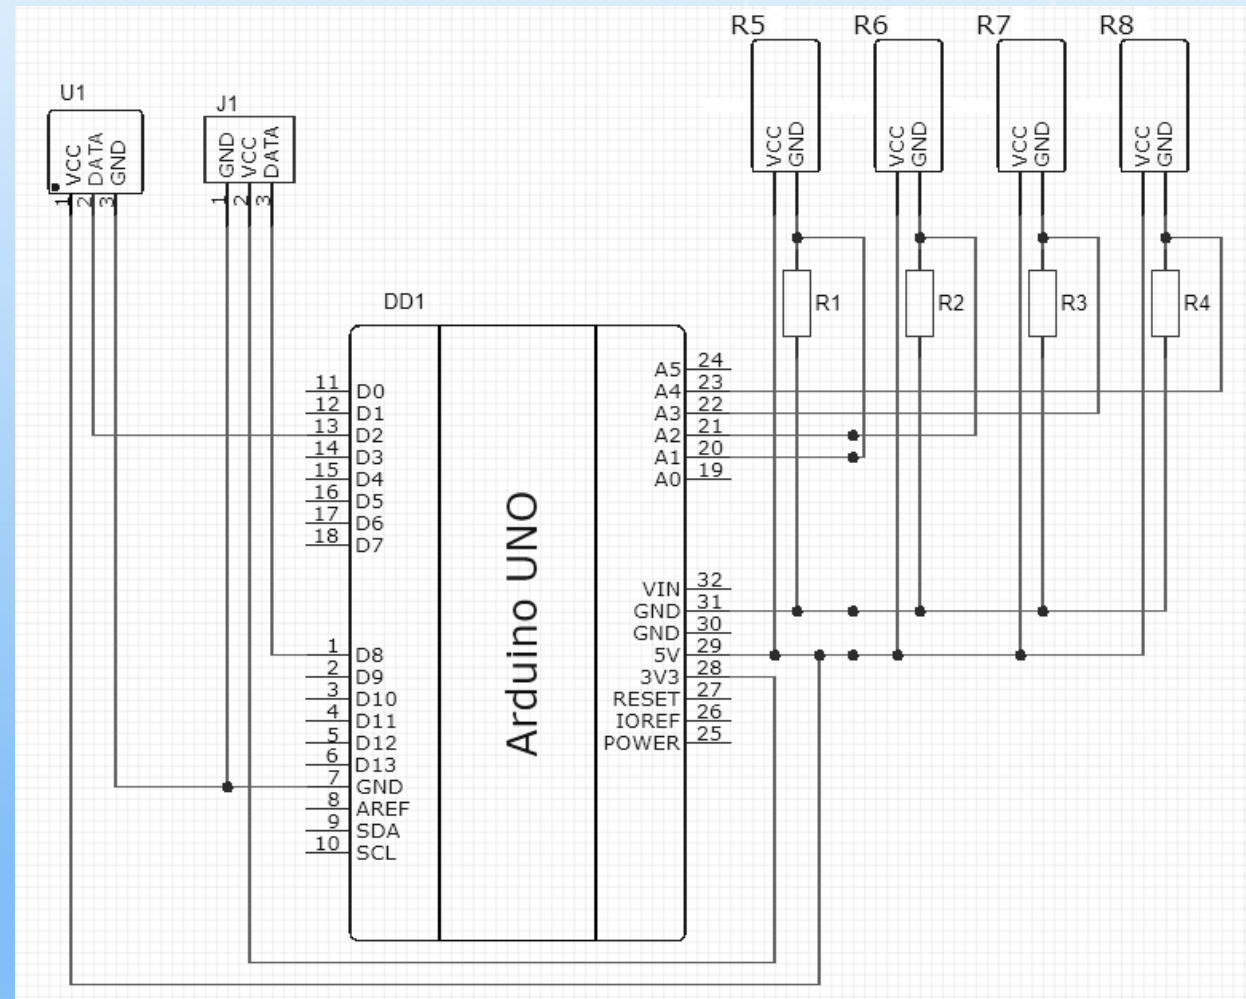 R5 R6 R7 R8
VCC GND VCC GND VCC GND VCC GND
U1
J1
VCC DATA GND
GND VCC DATA
1 2 3
1 2 3
R1 R2 R3 R4
DD1
Arduino UNO
11 D0
12 D1
13 D2
14 D3
15 D4
16 D5
17 D6
18 D7
1 D8
2 D9
3 D10
4 D11
5 D12
6 D13
7 GND
8 AREF
9 SDA
10 SCL
A5 24
A4 23
A3 22
A2 21
A1 20
A0 19
VIN 32
GND 31
GND 30
5V 29
3V3 28
RESET 27
IOREF 26
POWER 25